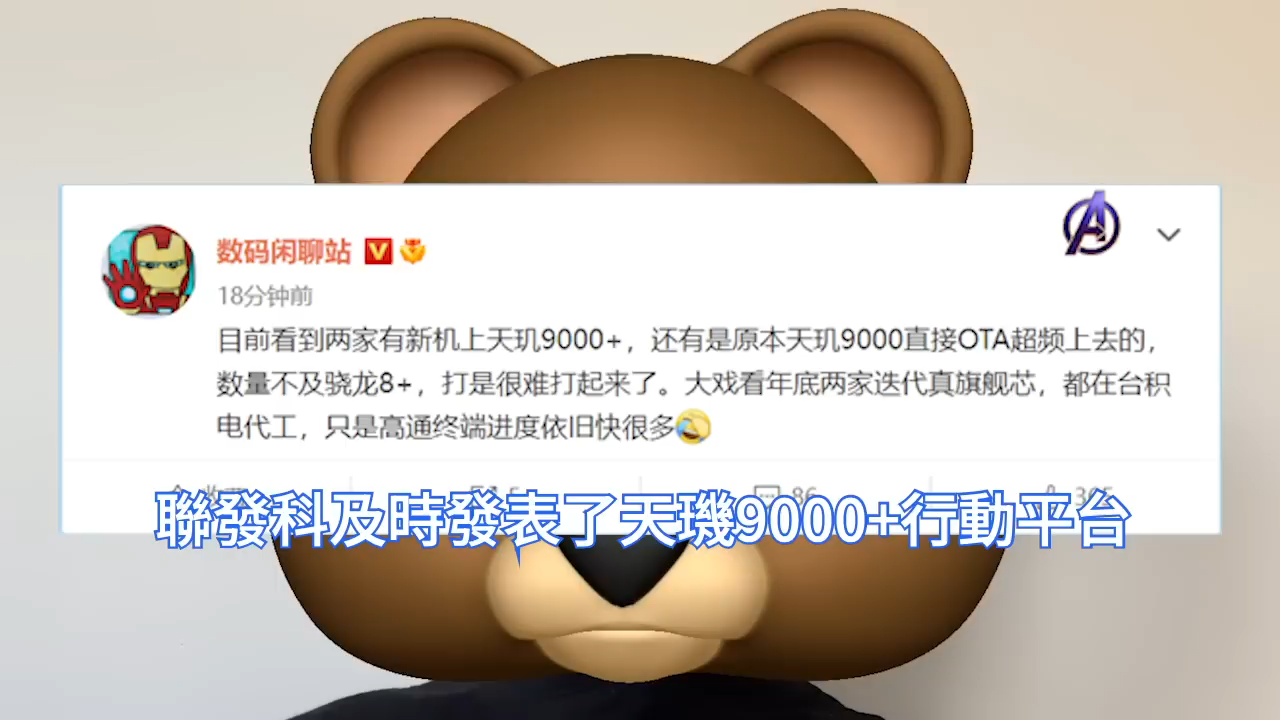 数码闲聊站
18分钟前
目前看到两家有新机上天玑9000+，还有是原本天玑9000直接OTA超频上去的，
数量不及骁龙8+，打是很难打起来了。大戏看年底两家迭代真旗舰芯，都在台积
电代工，只是高通终端进度依旧快很多
86
聯發科及時發表了天璣9000+行動平台